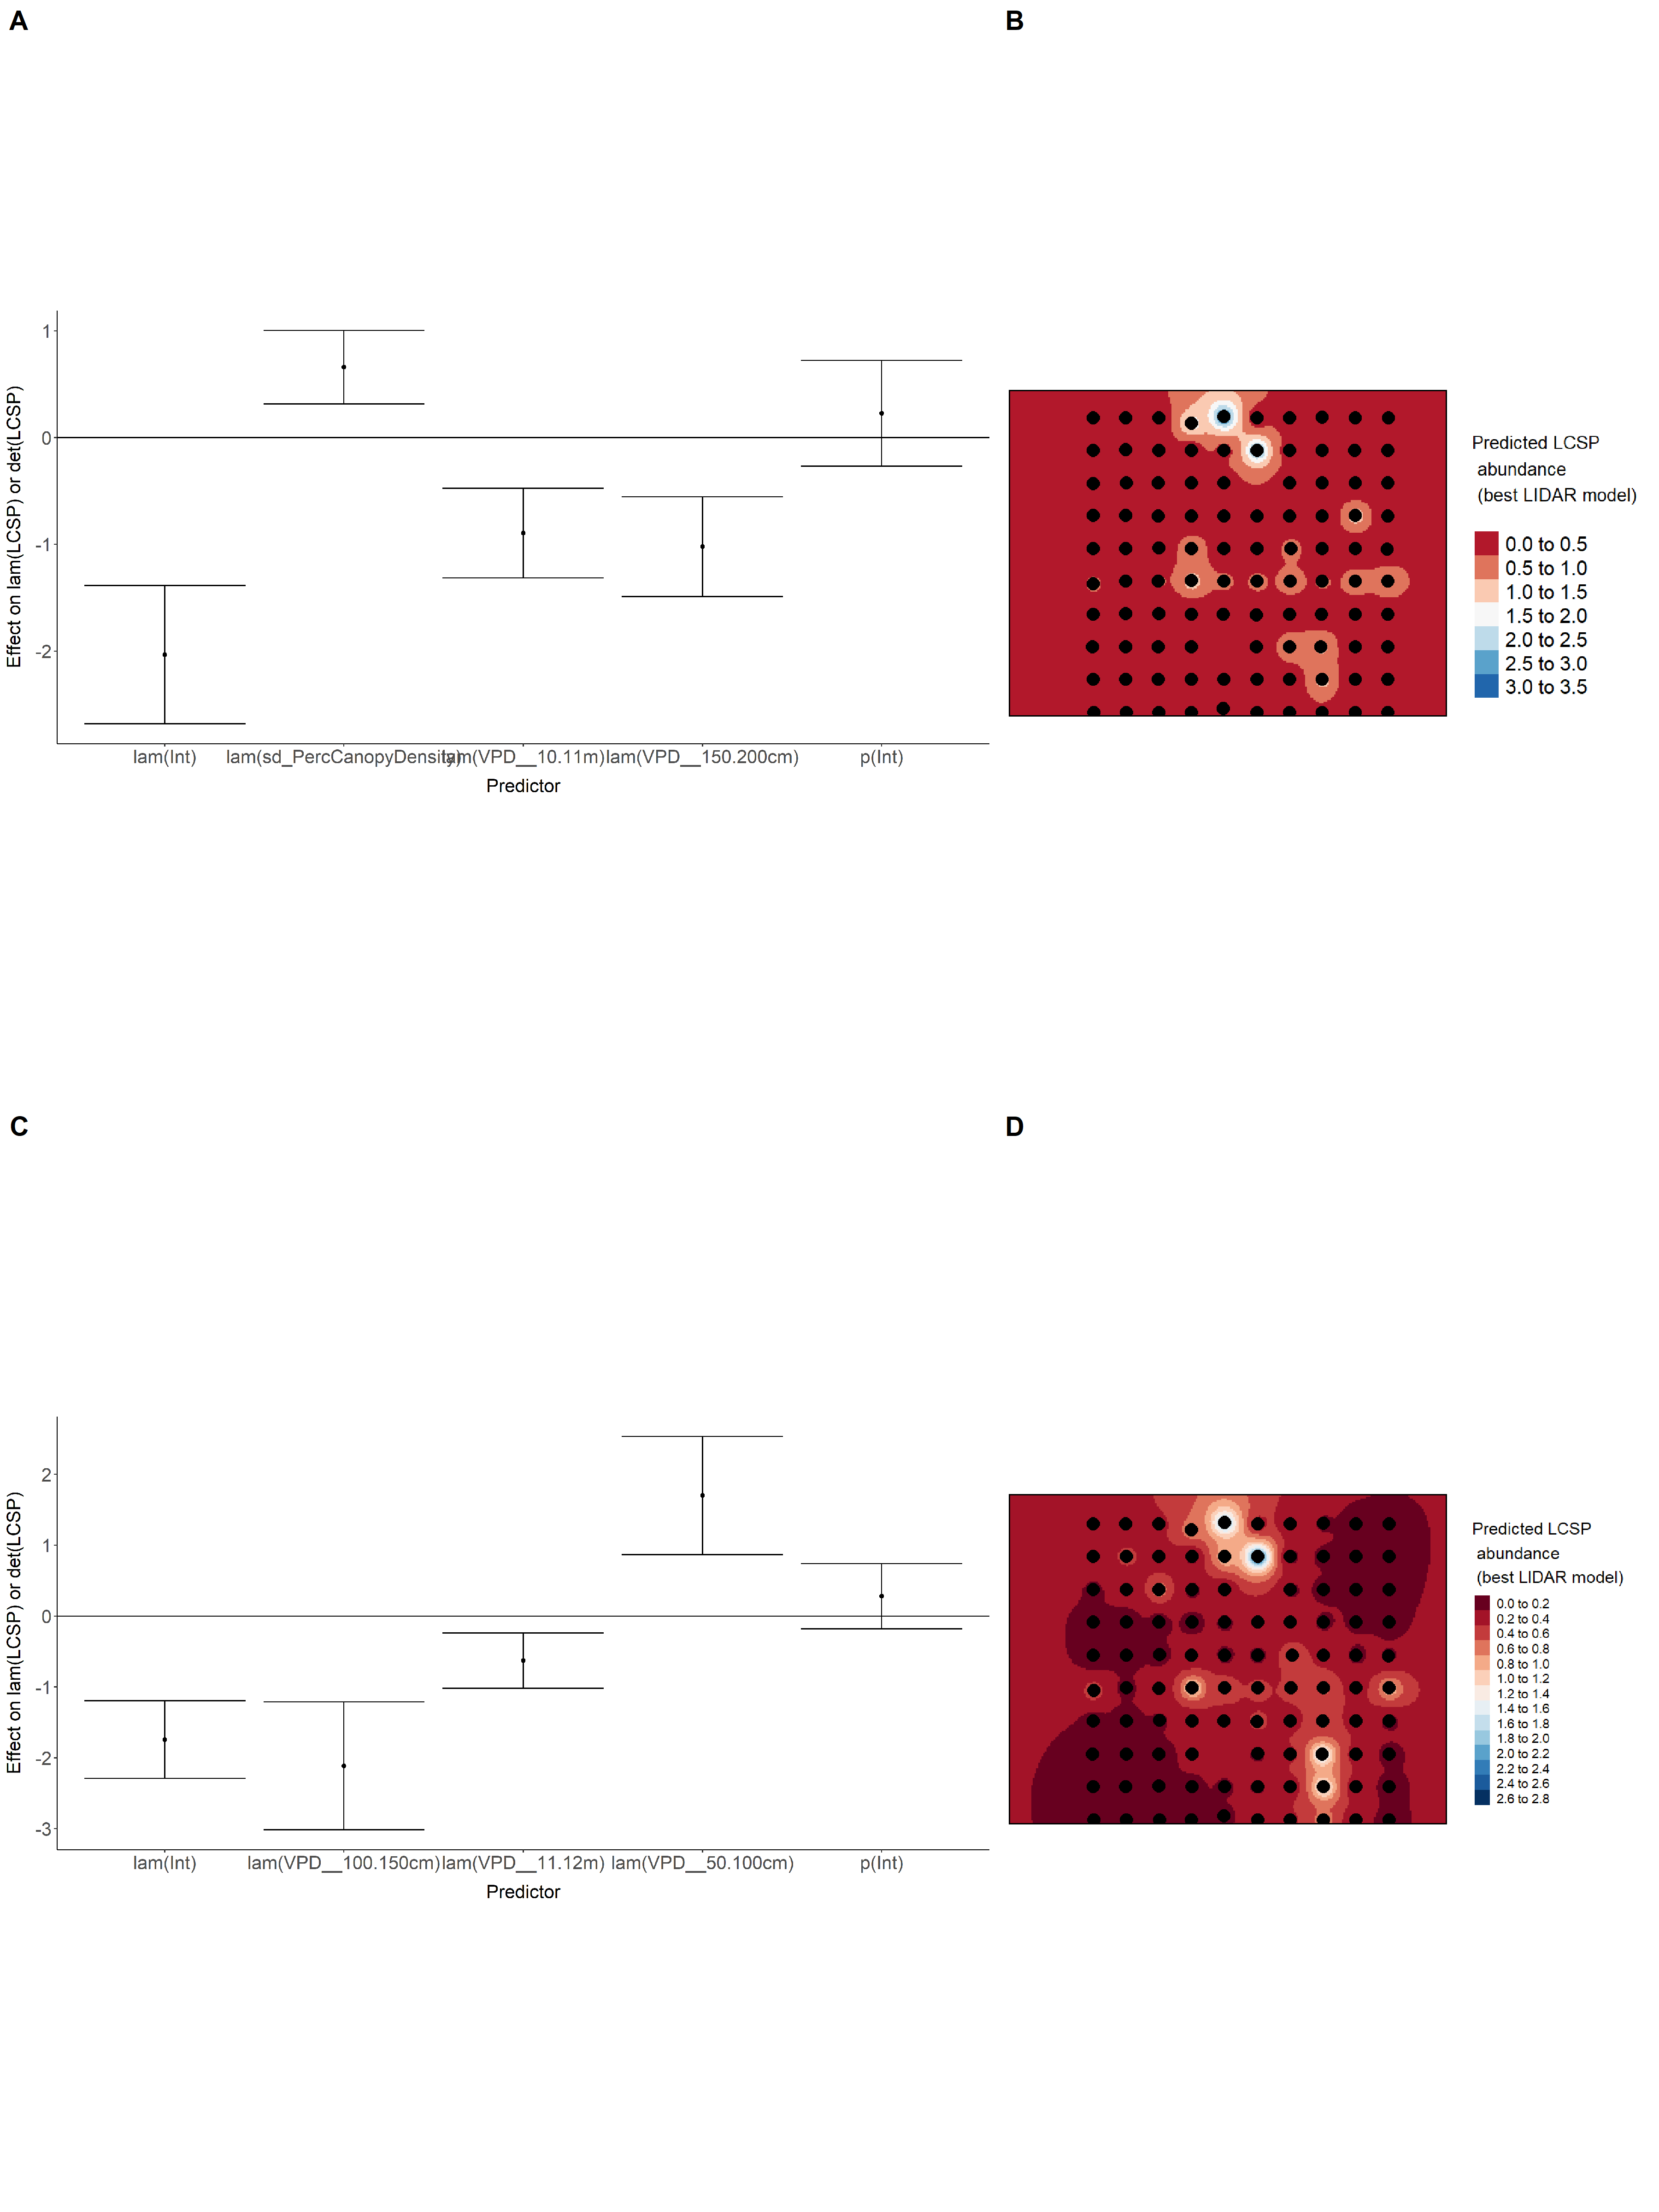 A
B
1
0
-1
-2
Effect on lam(LCSP) or det(LCSP)
lam(Int)
lam(sd_PercCanopyDensity)
lam(VPD__10.11m)
lam(VPD__150.200cm)
p(Int)
Predictor
Predicted LCSP
abundance
(best LIDAR model)
0.0 to 0.5
0.5 to 1.0
1.0 to 1.5
1.5 to 2.0
2.0 to 2.5
2.5 to 3.0
3.0 to 3.5
C
D
2
1
0
-1
-2
-3
Effect on lam(LCSP) or det(LCSP)
lam(Int)
lam(VPD__100.150cm)
lam(VPD__11.12m)
lam(VPD__50.100cm)
p(Int)
Predictor
Predicted LCSP
abundance
(best LIDAR model)
0.0 to 0.2
0.2 to 0.4
0.4 to 0.6
0.6 to 0.8
0.8 to 1.0
1.0 to 1.2
1.2 to 1.4
1.4 to 1.6
1.6 to 1.8
1.8 to 2.0
2.0 to 2.2
2.2 to 2.4
2.4 to 2.6
2.6 to 2.8